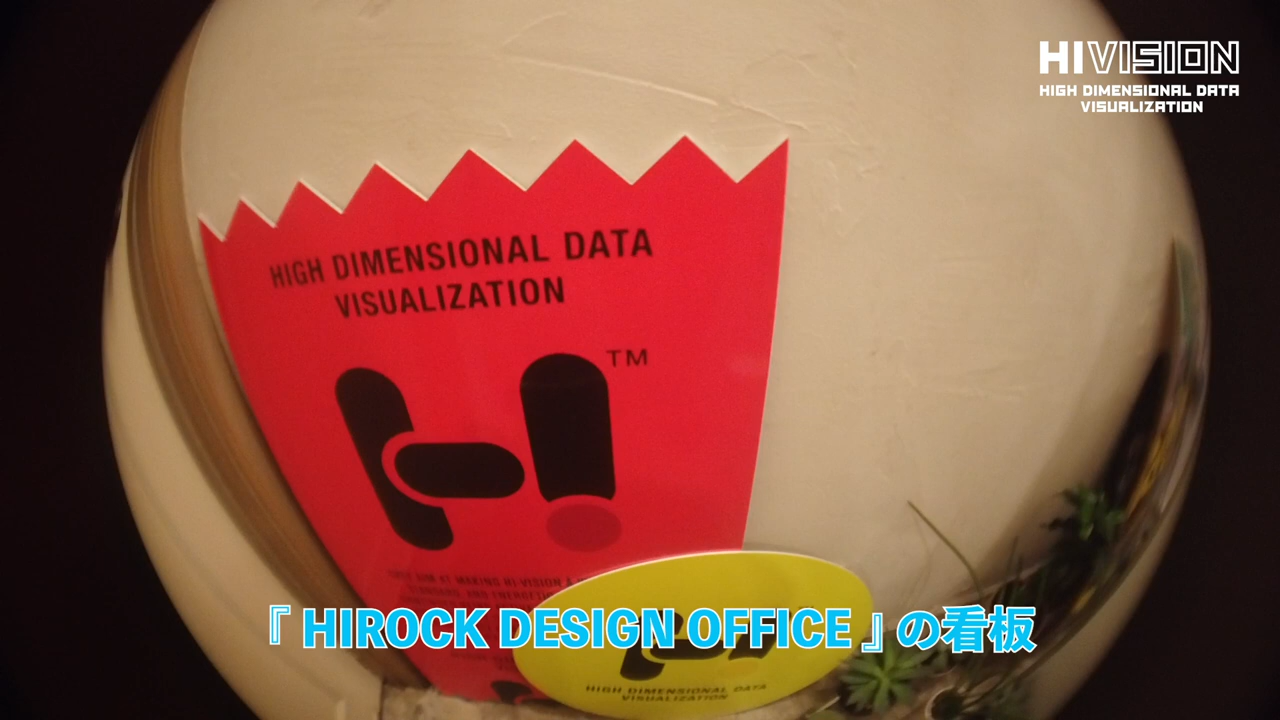 HIVISION
HIGH DIMENSIONAL DATA
VISUALIZATION
HIGH DIMENSIONAL DATA
VISUALIZATION
HI TM
『 HIROCK DESIGN OFFICE 』の看板
HIGH DIMENSIONAL DATA
VISUALIZATION